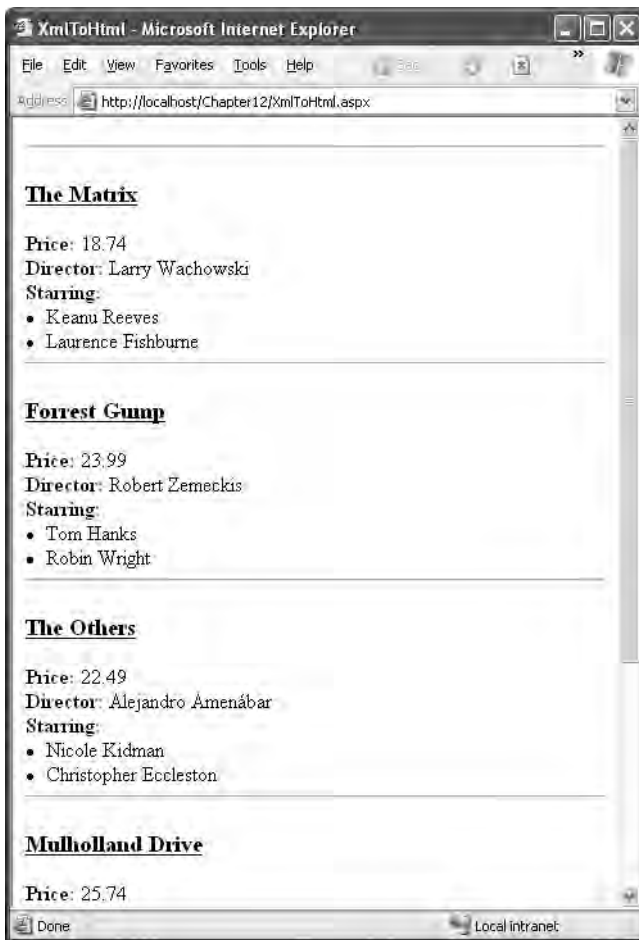 XmlToHtml - Microsoft Internet Explorer
File Edit View Favorites Tools Help
Address http://localhost/Chapter12/XmlToHtml.aspx
The Matrix
Price: 18.74
Director: Larry Wachowski
Starring:
• Keanu Reeves
• Laurence Fishburne
Forrest Gump
Price: 23.99
Director: Robert Zemeckis
Starring:
• Tom Hanks
• Robin Wright
The Others
Price: 22.49
Director: Alejandro Amenábar
Starring:
• Nicole Kidman
• Christopher Eccleston
Mulholland Drive
Price: 25.74
Done Local intranet